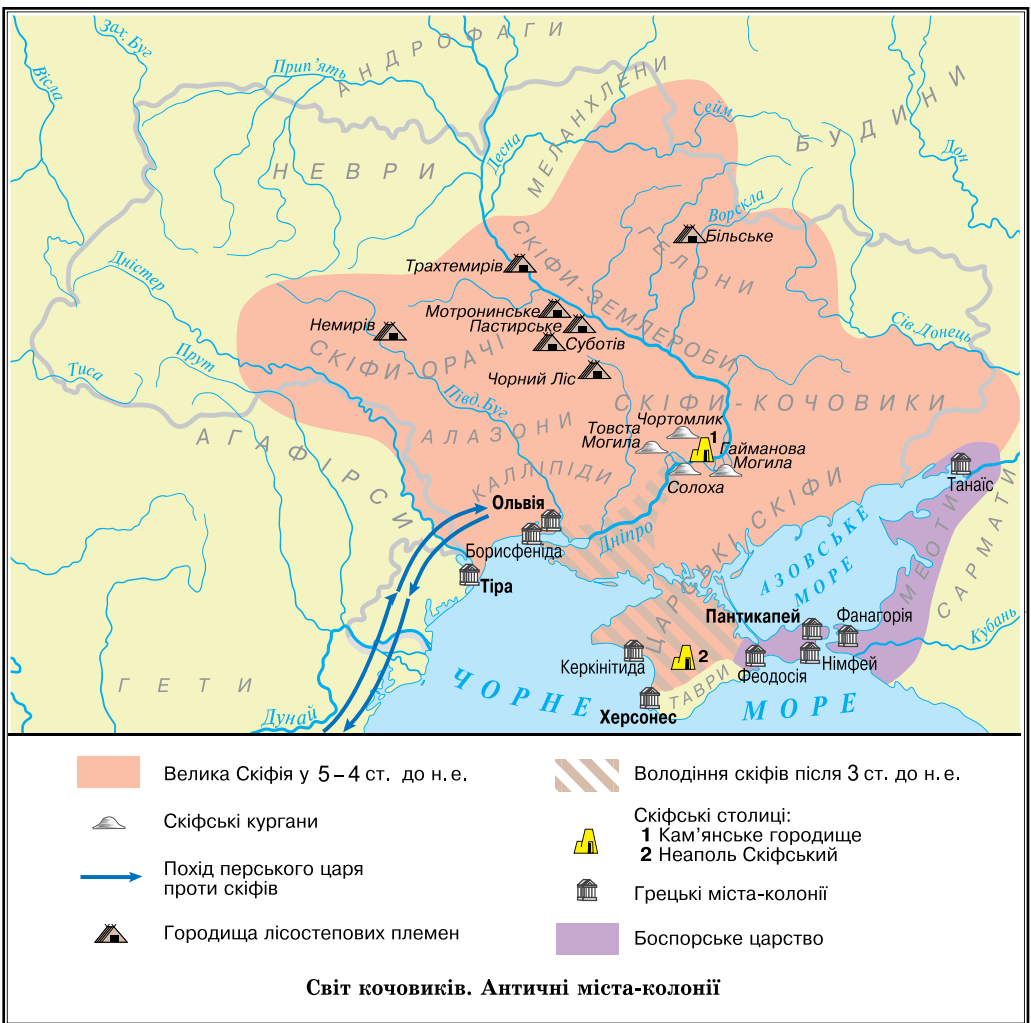 АНДРОФАГИ
Зах. Буг
Вісла
Прип’ять
МЕЛАНХЛЕНИ
Сейм
БУДИНИ
Десна
Дон
НЕВРИ
Ворскла
Більське
ГЕЛОНИ
СКІФИ-ЗЕМЛЕРОБИ
Трахтемирів
Дністер
Мотронинське
Пастирське
Немирів
Суботів
Сів. Донець
СКІФИ-ОРАЧІ
Прут
Тиса
Чорний Ліс
Півд. Буг
СКІФИ-КОЧОВИКИ
АЛАЗОНИ
Чортомлик
Товста
Могила
1
Гайманова
Могила
АГАФІРСИ
КАЛЛІПІДИ
Солоха
Танаїс
Ольвія
Дніпро
Борисфеніда
ЦАРСЬКІ СКІФИ
АЗОВСЬКЕ
МОРЕ
МЕОТИ
САРМАТИ
Тіра
Пантикапей
Фанагорія
Кубань
Керкінітида
2
Феодосія
Німфей
ГЕТИ
ТАВРИ
Дунай
ЧОРНЕ МОРЕ
Херсонес
Велика Скіфія у 5–4 ст. до н.е.
Скіфські кургани
Похід перського царя
проти скіфів
Городища лісостепових племен
Володіння скіфів після 3 ст. до н.е.
Скіфські столиці:
1 Кам’янське городище
2 Неаполь Скіфський
Грецькі міста-колонії
Боспорське царство
Світ кочовиків. Античні міста-колонії